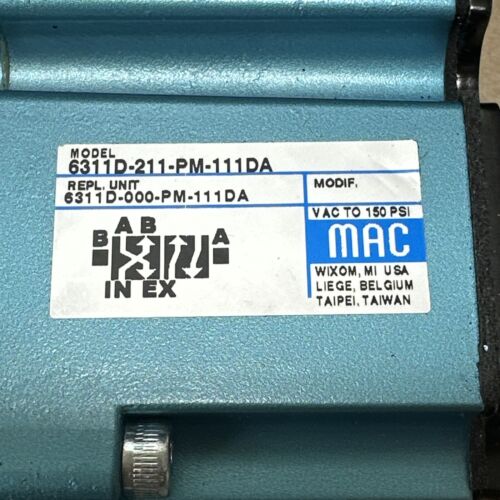 MODEL
6311D-211-PM-111DA
REPL. UNIT
6311D-000-PM-111DA
MODIF.
VAC TO 150 PSI
MAC
WIXOM, MI USA
LIEGE, BELGIUM
TAIPEI, TAIWAN
A B
B A
IN EX